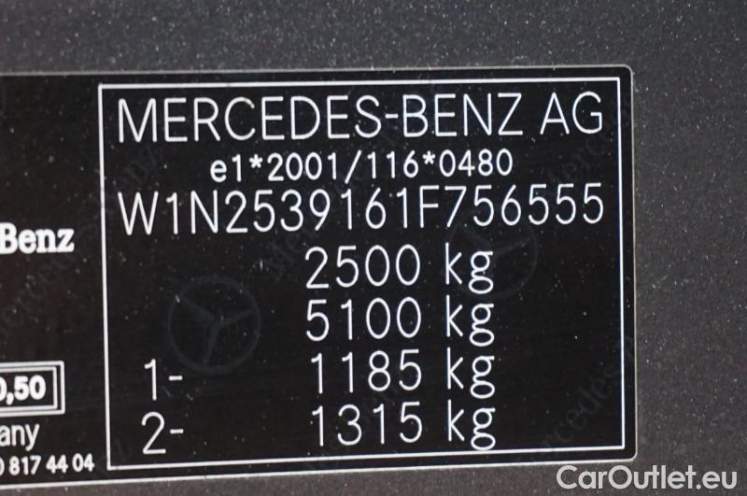 MERCEDES-BENZ AG
e1*2001/116*0480
W1N2539161F756555
Benz
2500 kg
5100 kg
1- 1185 kg
0,50
2- 1315 kg
any
0 817 44 04
CarOutlet.eu